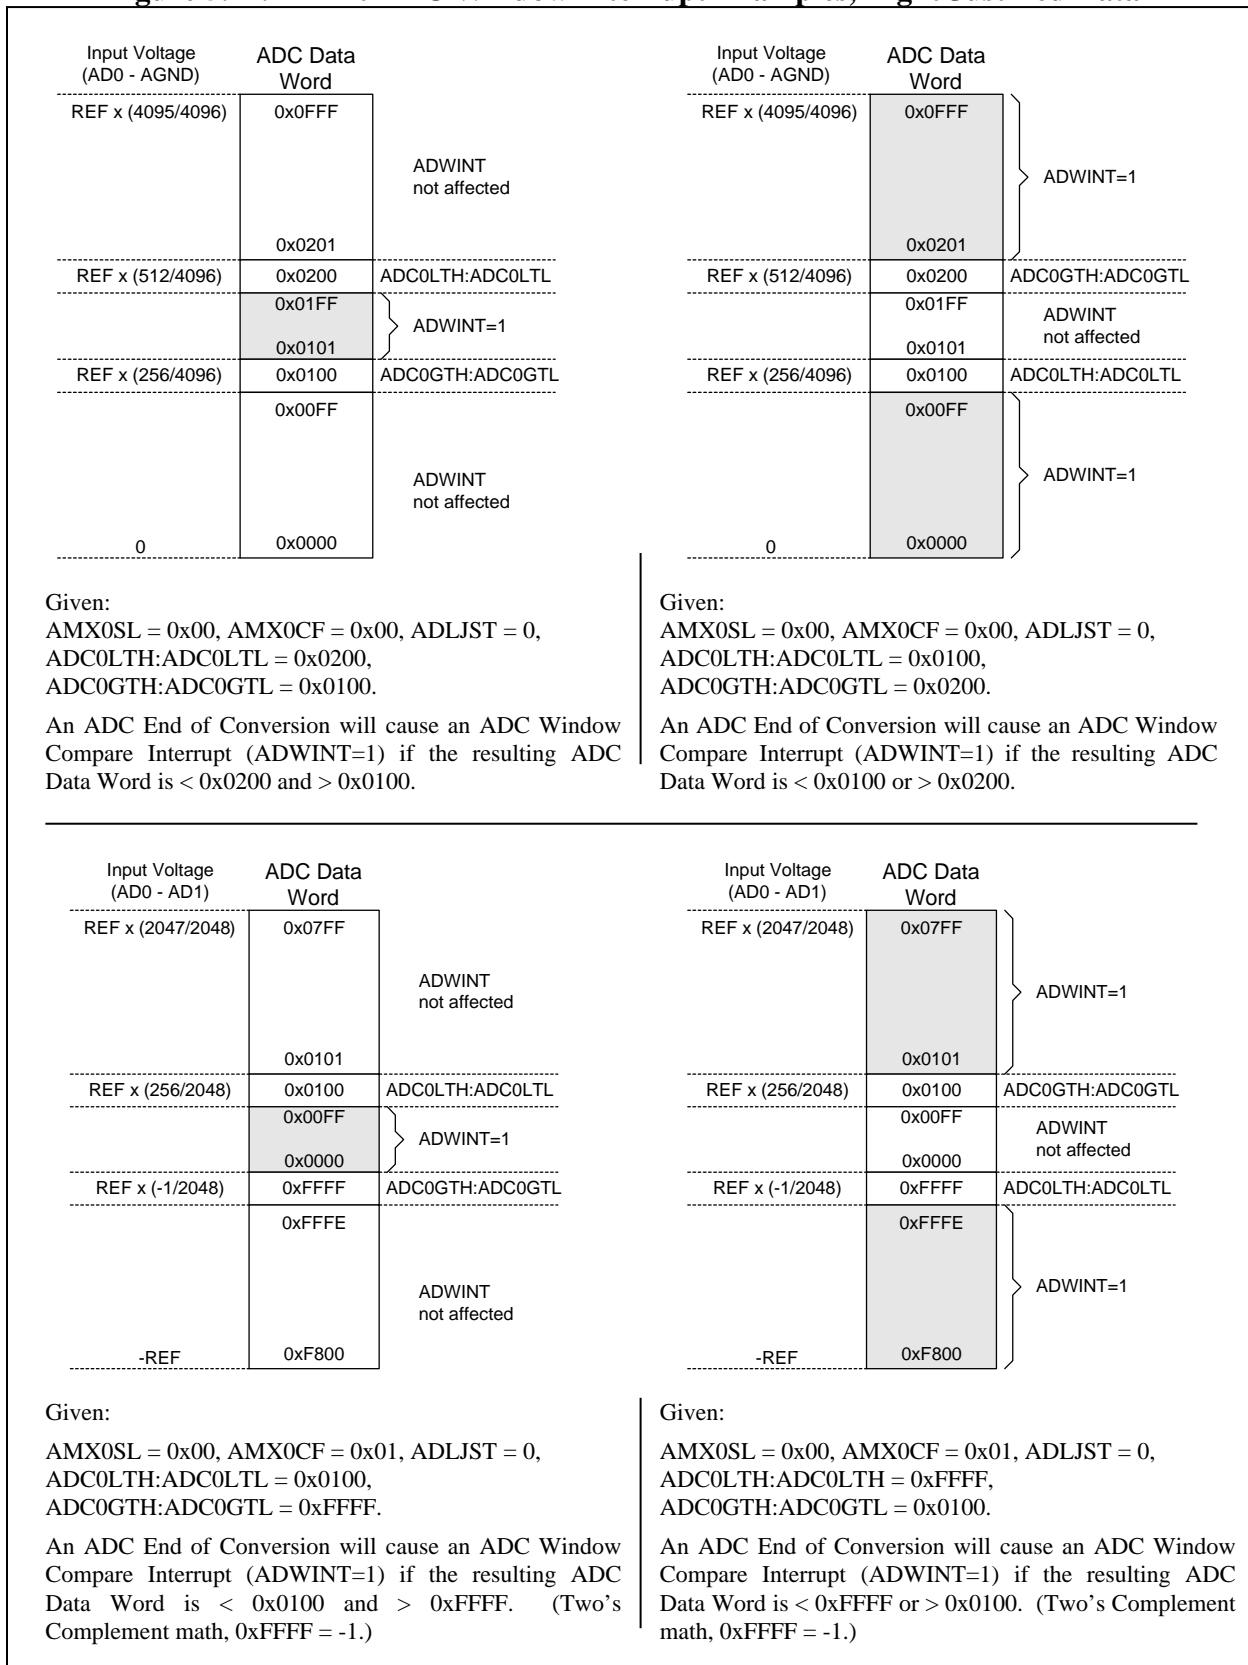 Input Voltage
(AD0 - AGND)
ADC Data
Word
REF x (4095/4096)
0x0FFF
ADWINT
not affected
0x0201
REF x (512/4096)
0x0200
ADC0LTH:ADC0LTL
0x01FF
ADWINT=1
0x0101
REF x (256/4096)
0x0100
ADC0GTH:ADC0GTL
0x00FF
ADWINT
not affected
0
0x0000
Given:
AMX0SL = 0x00, AMX0CF = 0x00, ADLJST = 0,
ADC0LTH:ADC0LTL = 0x0200,
ADC0GTH:ADC0GTL = 0x0100.
An ADC End of Conversion will cause an ADC Window
Compare Interrupt (ADWINT=1) if the resulting ADC
Data Word is < 0x0200 and > 0x0100.
Input Voltage
(AD0 - AGND)
ADC Data
Word
REF x (4095/4096)
0x0FFF
ADWINT=1
0x0201
REF x (512/4096)
0x0200
ADC0GTH:ADC0GTL
0x01FF
ADWINT
not affected
0x0101
REF x (256/4096)
0x0100
ADC0LTH:ADC0LTL
0x00FF
ADWINT=1
0
0x0000
Given:
AMX0SL = 0x00, AMX0CF = 0x00, ADLJST = 0,
ADC0LTH:ADC0LTL = 0x0100,
ADC0GTH:ADC0GTL = 0x0200.
An ADC End of Conversion will cause an ADC Window
Compare Interrupt (ADWINT=1) if the resulting ADC
Data Word is < 0x0100 or > 0x0200.
Input Voltage
(AD0 - AD1)
ADC Data
Word
REF x (2047/2048)
0x07FF
ADWINT
not affected
0x0101
REF x (256/2048)
0x0100
ADC0LTH:ADC0LTL
0x00FF
ADWINT=1
0x0000
REF x (-1/2048)
0xFFFF
ADC0GTH:ADC0GTL
0xFFFE
ADWINT
not affected
-REF
0xF800
Given:
AMX0SL = 0x00, AMX0CF = 0x01, ADLJST = 0,
ADC0LTH:ADC0LTL = 0x0100,
ADC0GTH:ADC0GTL = 0xFFFF.
An ADC End of Conversion will cause an ADC Window
Compare Interrupt (ADWINT=1) if the resulting ADC
Data Word is < 0x0100 and > 0xFFFF. (Two's
Complement math, 0xFFFF = -1.)
Input Voltage
(AD0 - AD1)
ADC Data
Word
REF x (2047/2048)
0x07FF
ADWINT=1
0x0101
REF x (256/2048)
0x0100
ADC0GTH:ADC0GTL
0x00FF
ADWINT
not affected
0x0000
REF x (-1/2048)
0xFFFF
ADC0LTH:ADC0LTL
0xFFFE
ADWINT=1
-REF
0xF800
Given:
AMX0SL = 0x00, AMX0CF = 0x01, ADLJST = 0,
ADC0LTH:ADC0LTH = 0xFFFF,
ADC0GTH:ADC0GTL = 0x0100.
An ADC End of Conversion will cause an ADC Window
Compare Interrupt (ADWINT=1) if the resulting ADC
Data Word is < 0xFFFF or > 0x0100. (Two's Complement
math, 0xFFFF = -1.)